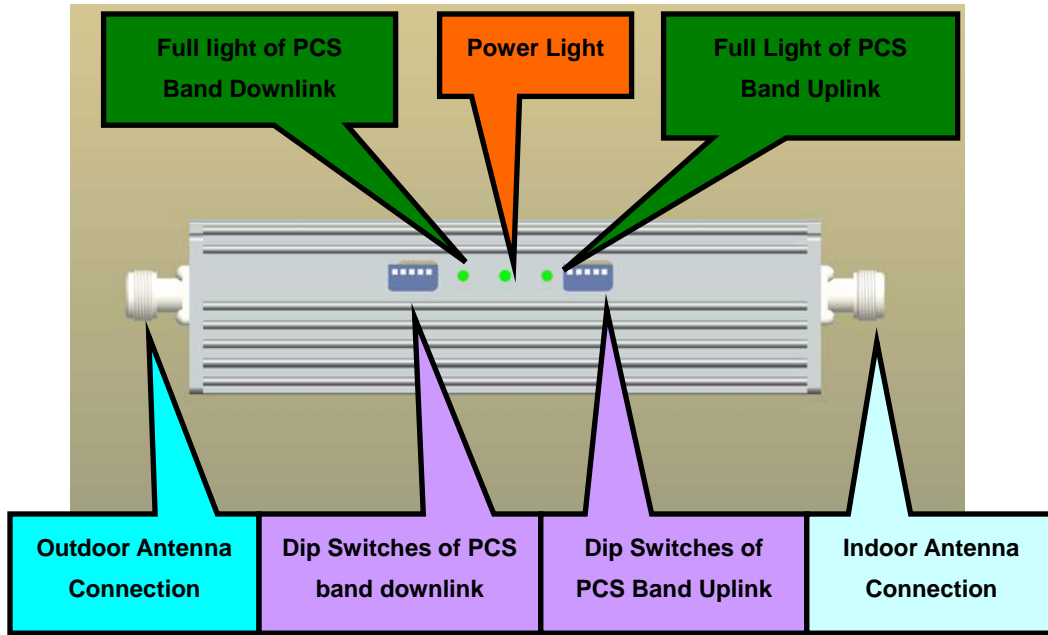 Full light of PCS
Band Downlink
Power Light
Full Light of PCS
Band Uplink
Outdoor Antenna
Connection
Dip Switches of PCS
band downlink
Dip Switches of
PCS Band Uplink
Indoor Antenna
Connection